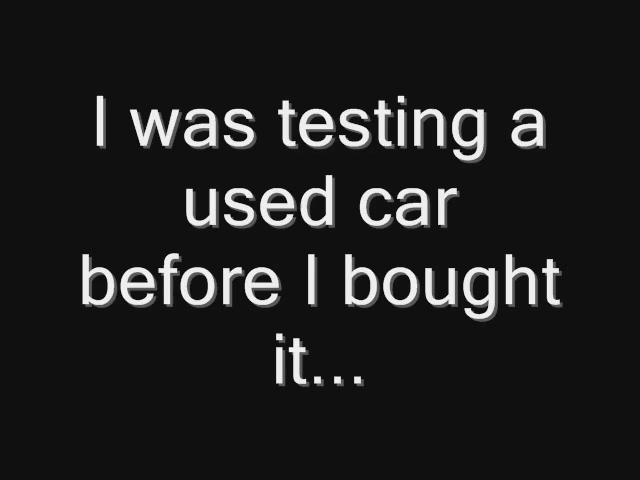 I was testing a
used car
before I bought
it...